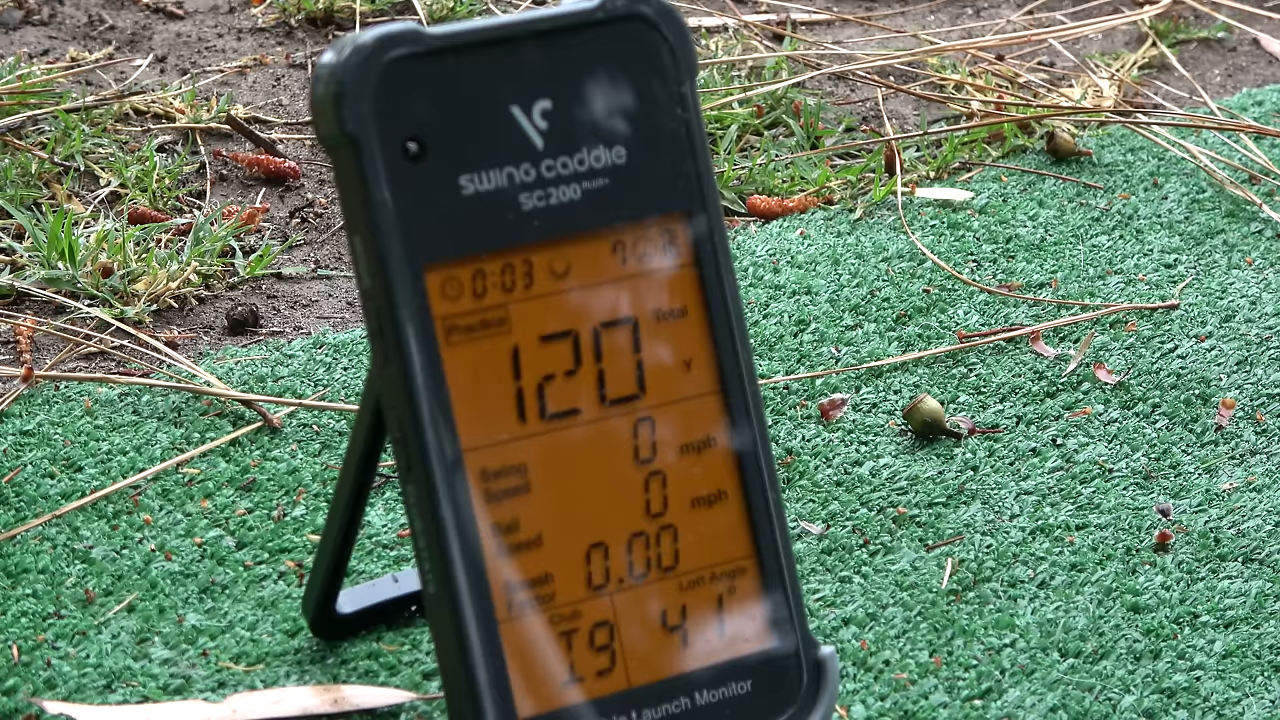 swing caddie
SC200 PLUS+
0:03
Practice
Total
120
Y
Swing
Speed
0 mph
Ball
Speed
0 mph
Smash
Factor
0.00
Club
I9
Loft Angle
41°
Launch Monitor